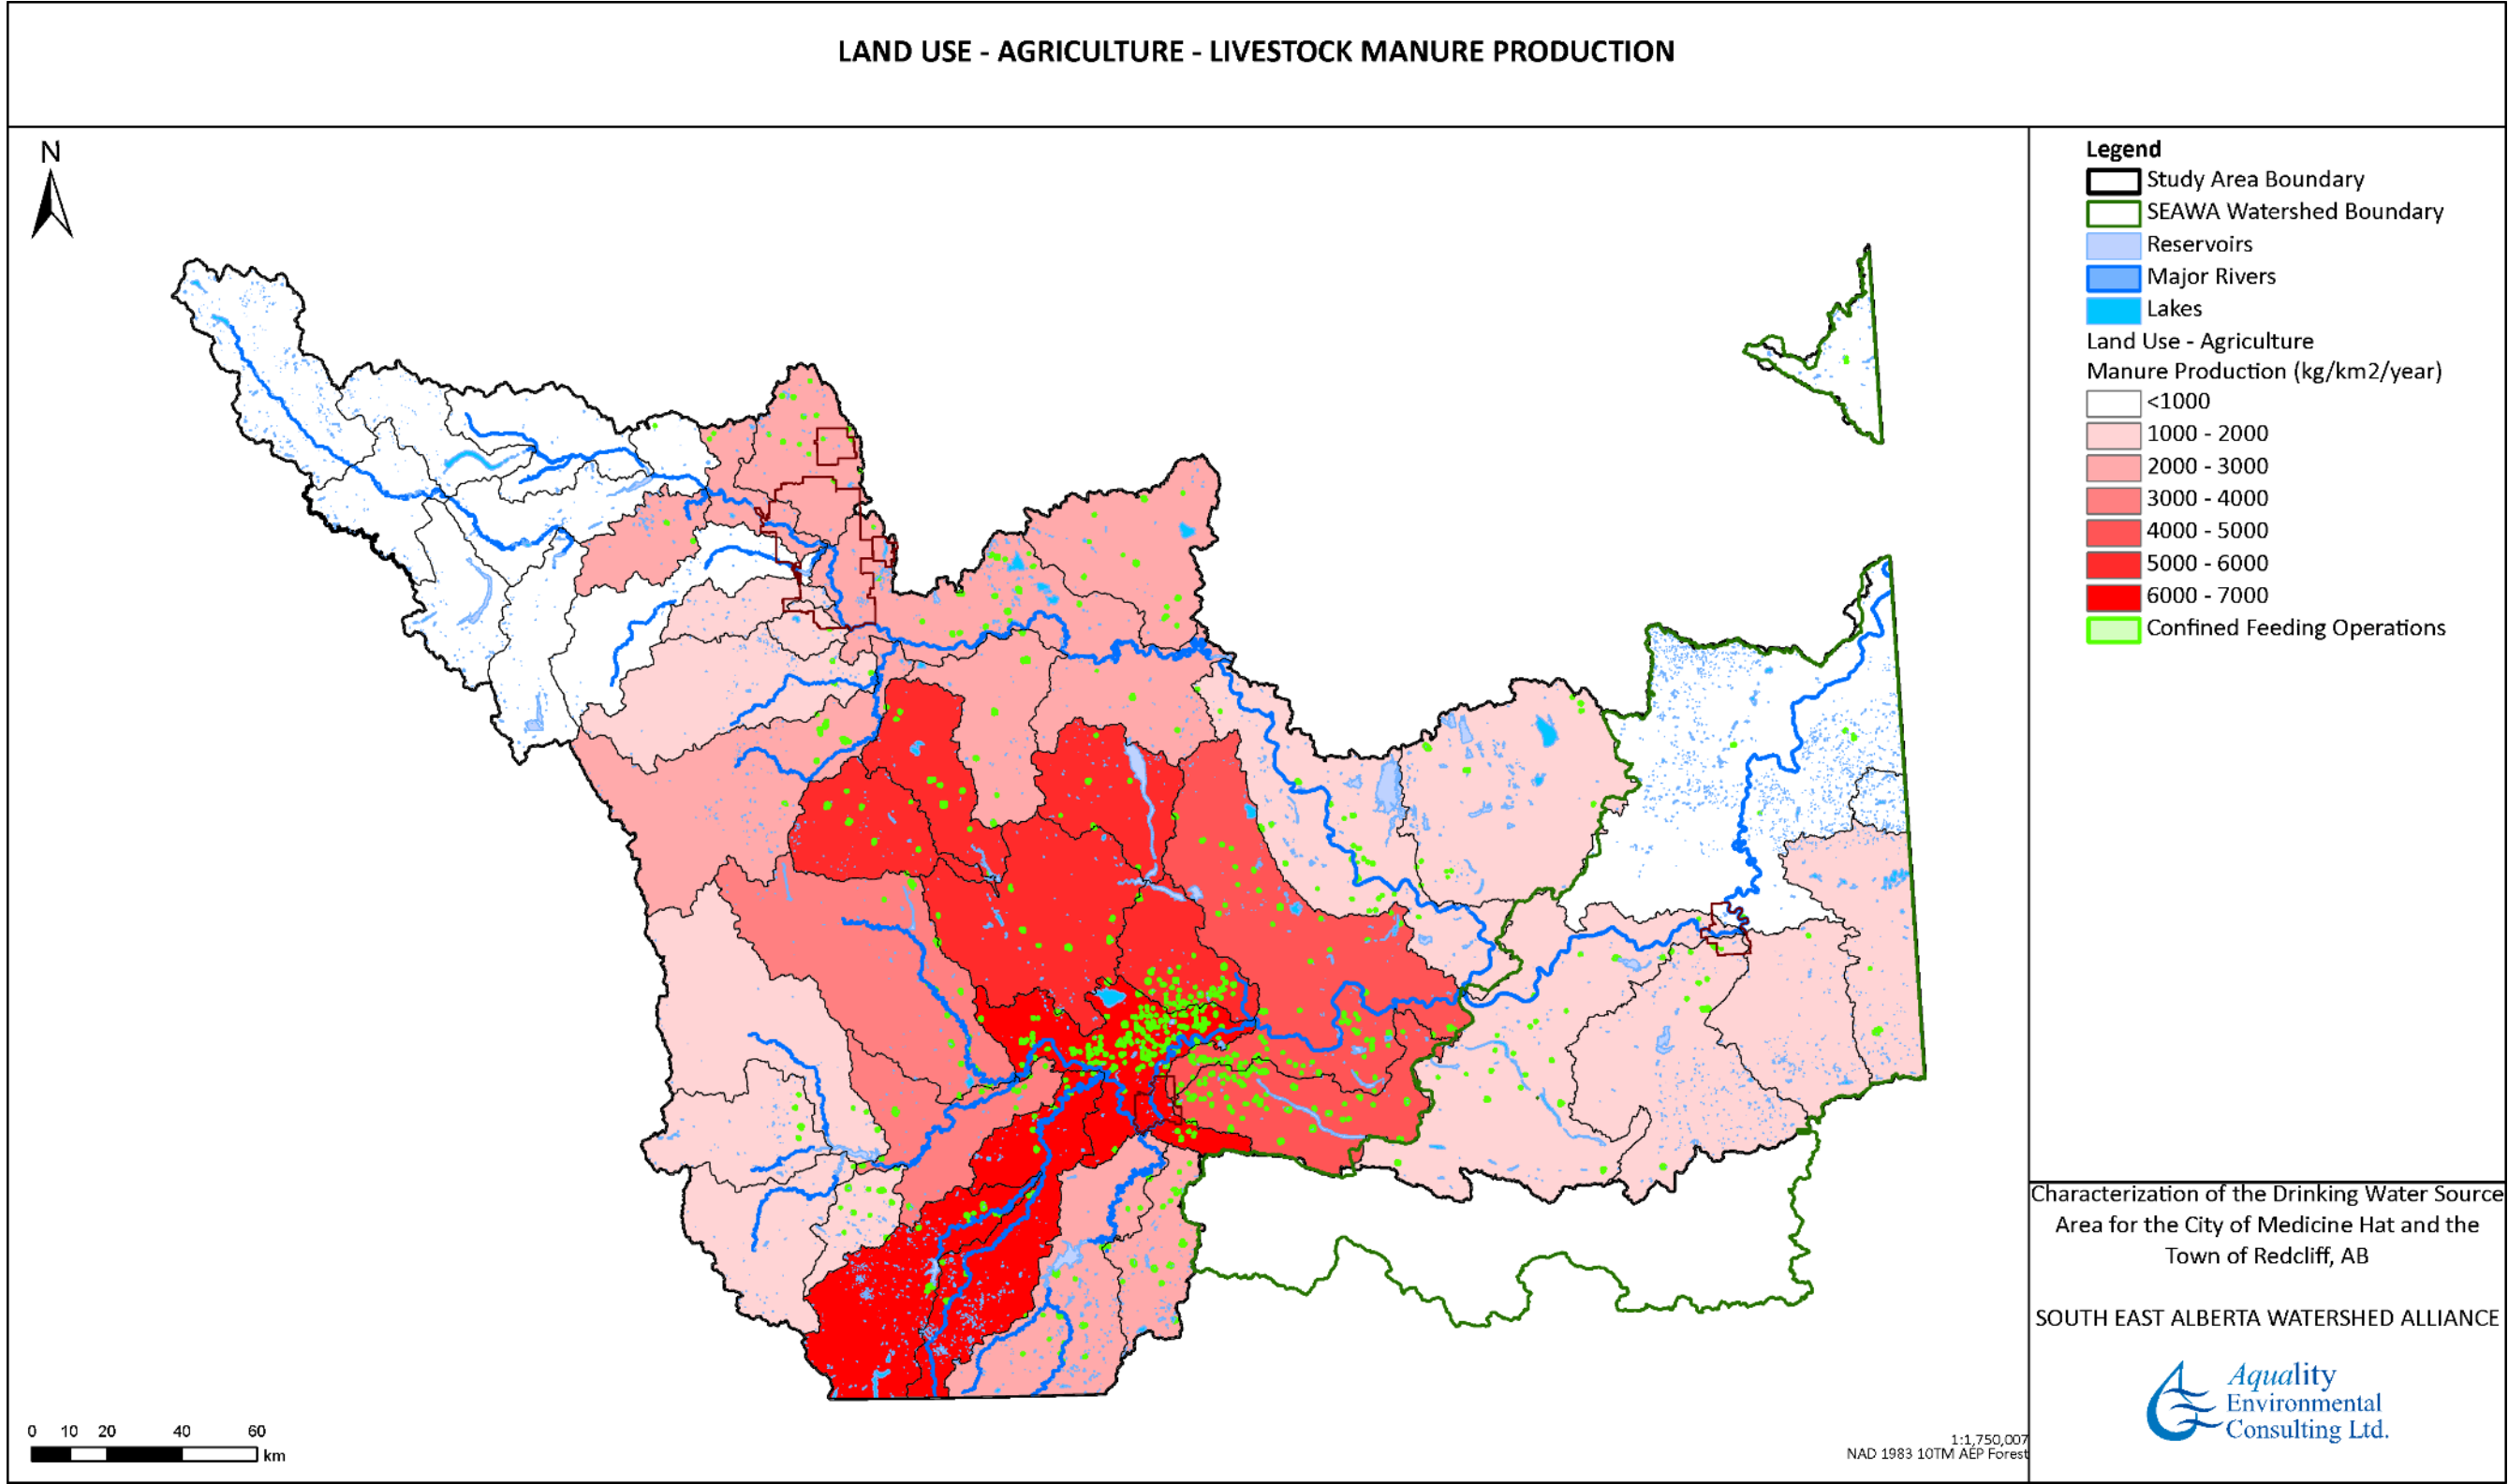 LAND USE - AGRICULTURE - LIVESTOCK MANURE PRODUCTION
N
Legend
Study Area Boundary
SEAWA Watershed Boundary
Reservoirs
Major Rivers
Lakes
Land Use - Agriculture
Manure Production (kg/km2/year)
<1000
1000 - 2000
2000 - 3000
3000 - 4000
4000 - 5000
5000 - 6000
6000 - 7000
Confined Feeding Operations
Characterization of the Drinking Water Source
Area for the City of Medicine Hat and the
Town of Redcliff, AB
SOUTH EAST ALBERTA WATERSHED ALLIANCE
Aquality
Environmental
Consulting Ltd.
0 10 20 40 60
km
1:1,750,007
NAD 1983 10TM AEP Forest